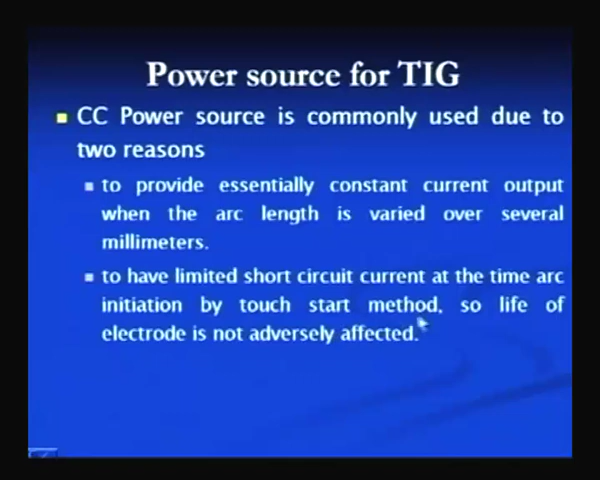 Power source for TIG
CC Power source is commonly used due to
two reasons
to provide essentially constant current output
when the arc length is varied over several
millimeters.
to have limited short circuit current at the time arc
initiation by touch start method, so life of
electrode is not adversely affected.